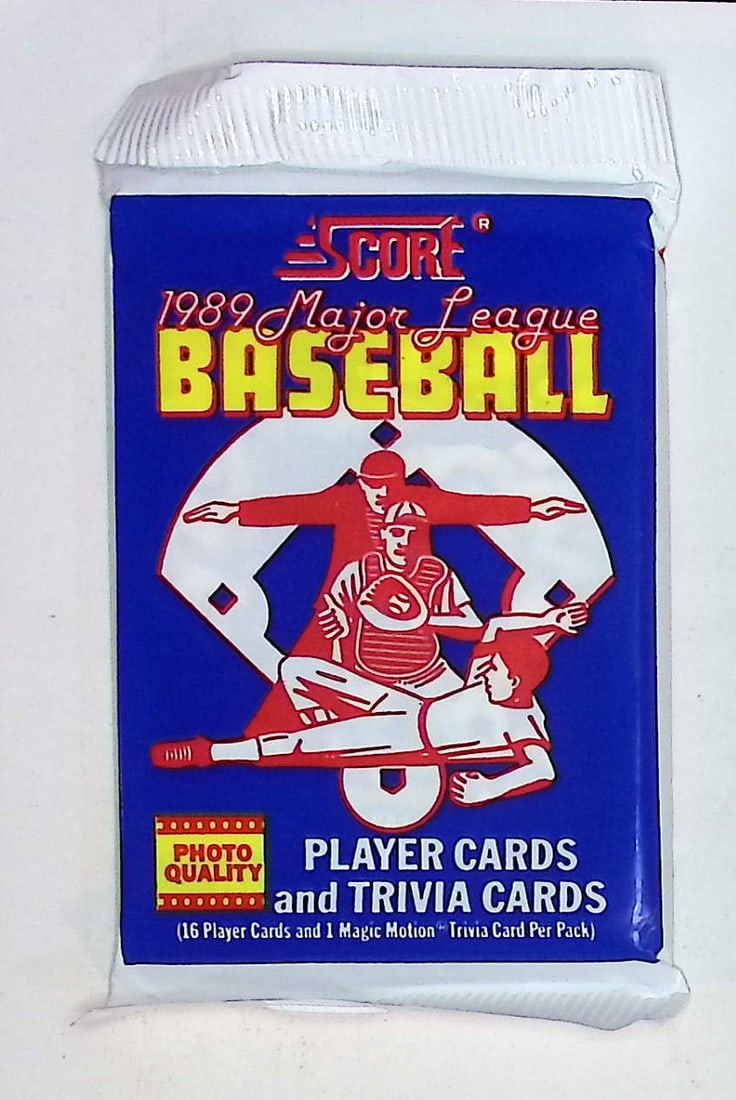 SCORE ®
1989 Major League
BASEBALL
PHOTO
QUALITY
PLAYER CARDS
and TRIVIA CARDS
(16 Player Cards and 1 Magic Motion Trivia Card Per Pack)